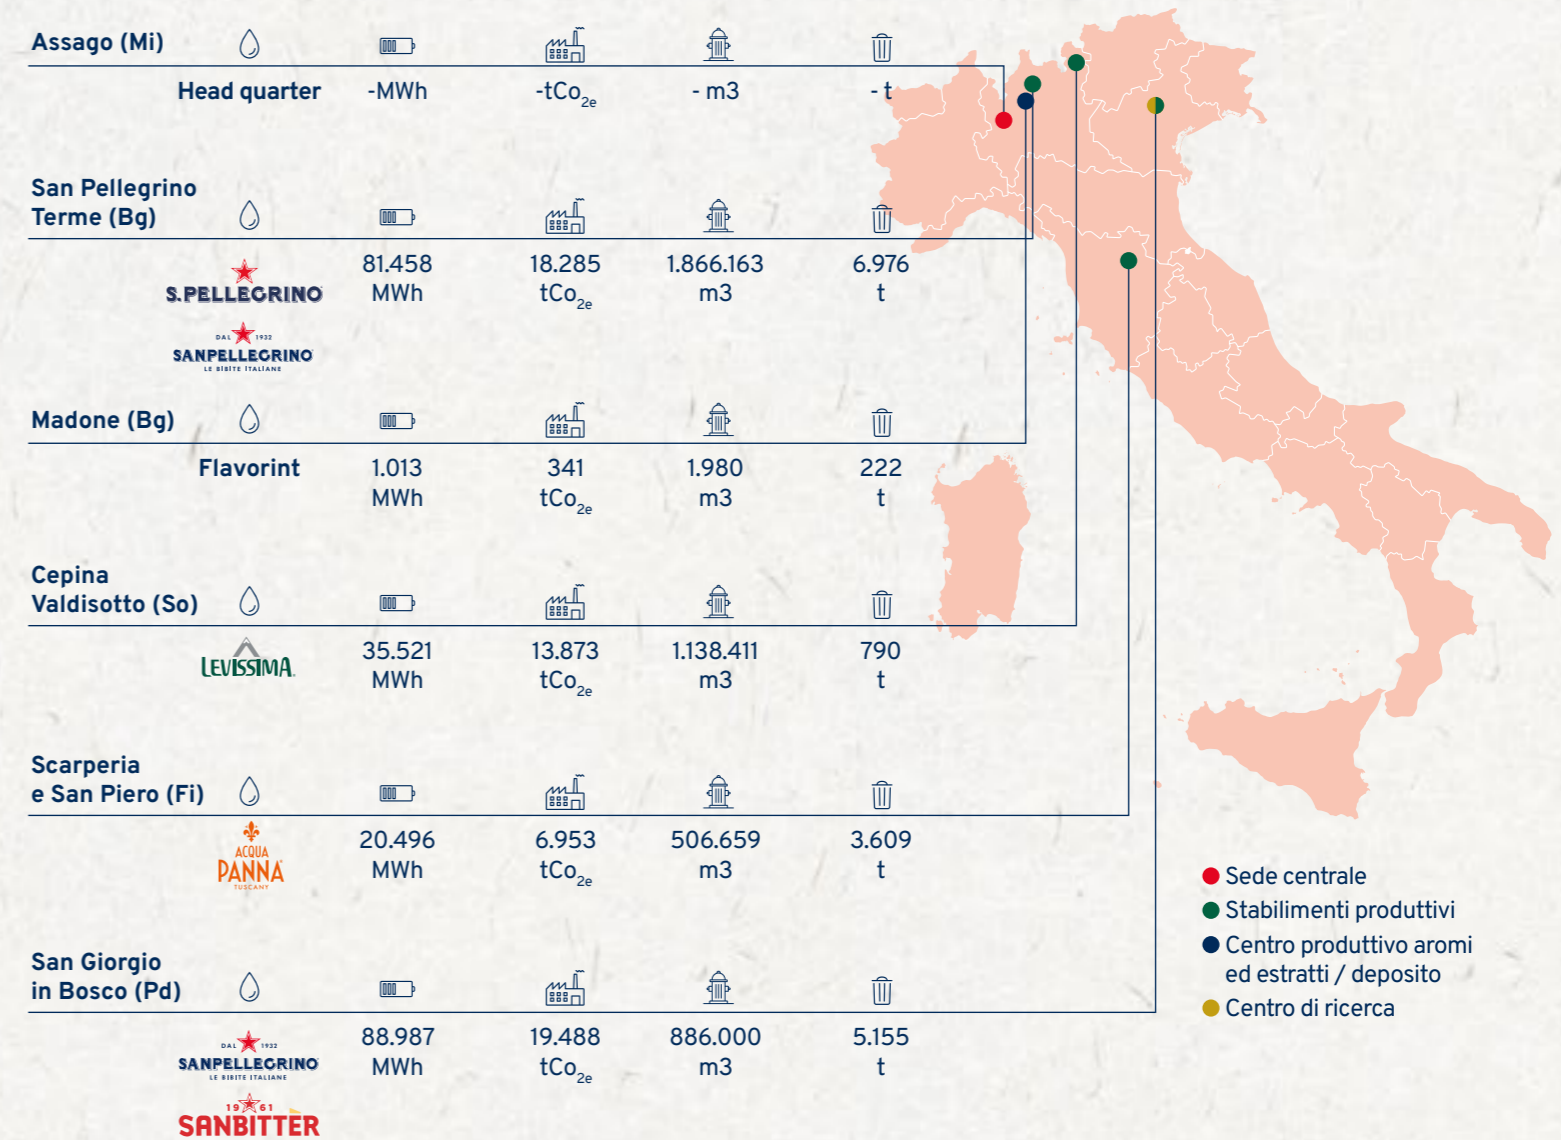 Assago (Mi)
Head quarter -MWh -tCo2e - m3 - t
San Pellegrino
Terme (Bg)
S.PELLEGRINO
81.458 18.285 1.866.163 6.976
MWh tCo2e m3 t
DAL 1932
SANPELLEGRINO
LE BIBITE ITALIANE
Madone (Bg)
Flavorint 1.013 341 1.980 222
MWh tCo2e m3 t
Cepina
Valdisotto (So)
LEVISSIMA®
35.521 13.873 1.138.411 790
MWh tCo2e m3 t
Scarperia
e San Piero (Fi)
ACQUA
PANNA®
TUSCANY
20.496 6.953 506.659 3.609
MWh tCo2e m3 t
San Giorgio
in Bosco (Pd)
DAL 1932
SANPELLEGRINO
LE BIBITE ITALIANE
88.987 19.488 886.000 5.155
MWh tCo2e m3 t
19 61
SANBITTÈR
Sede centrale
Stabilimenti produttivi
Centro produttivo aromi
ed estratti / deposito
Centro di ricerca